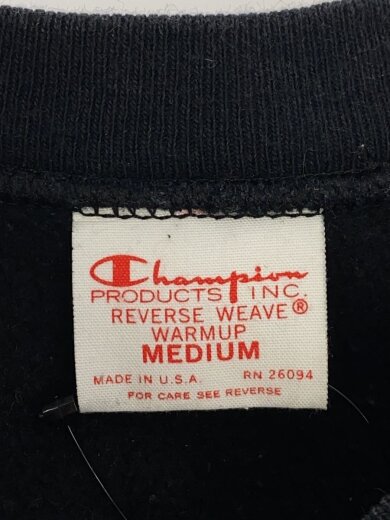 Champion
PRODUCTS INC.
REVERSE WEAVE®
WARMUP
MEDIUM
MADE IN U.S.A. RN 26094
FOR CARE SEE REVERSE